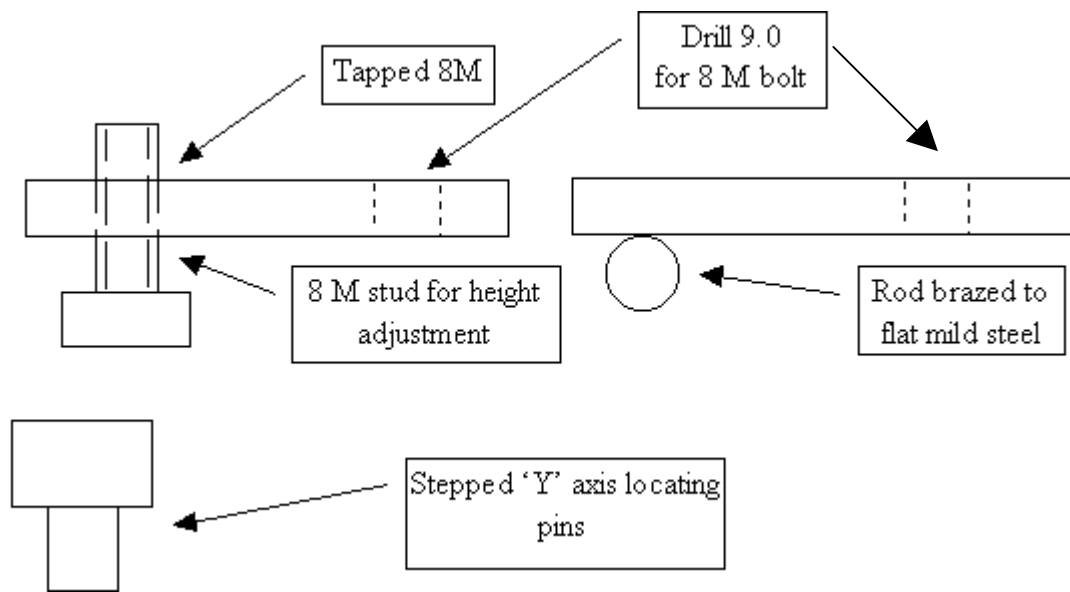 Tapped 8M
Drill 9.0
for 8 M bolt
8 M stud for height
adjustment
Rod brazed to
flat mild steel
Stepped ‘Y’ axis locating
pins